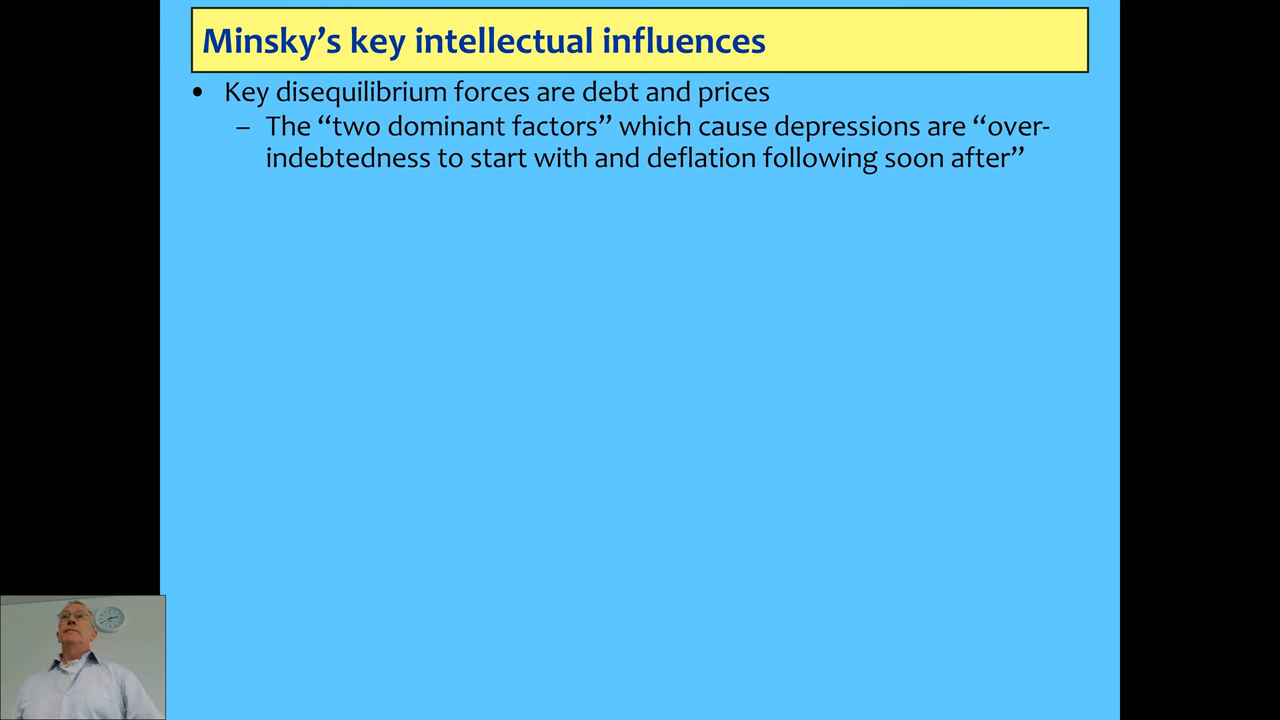 Minsky’s key intellectual influences
• Key disequilibrium forces are debt and prices
– The “two dominant factors” which cause depressions are “over-
indebtedness to start with and deflation following soon after”